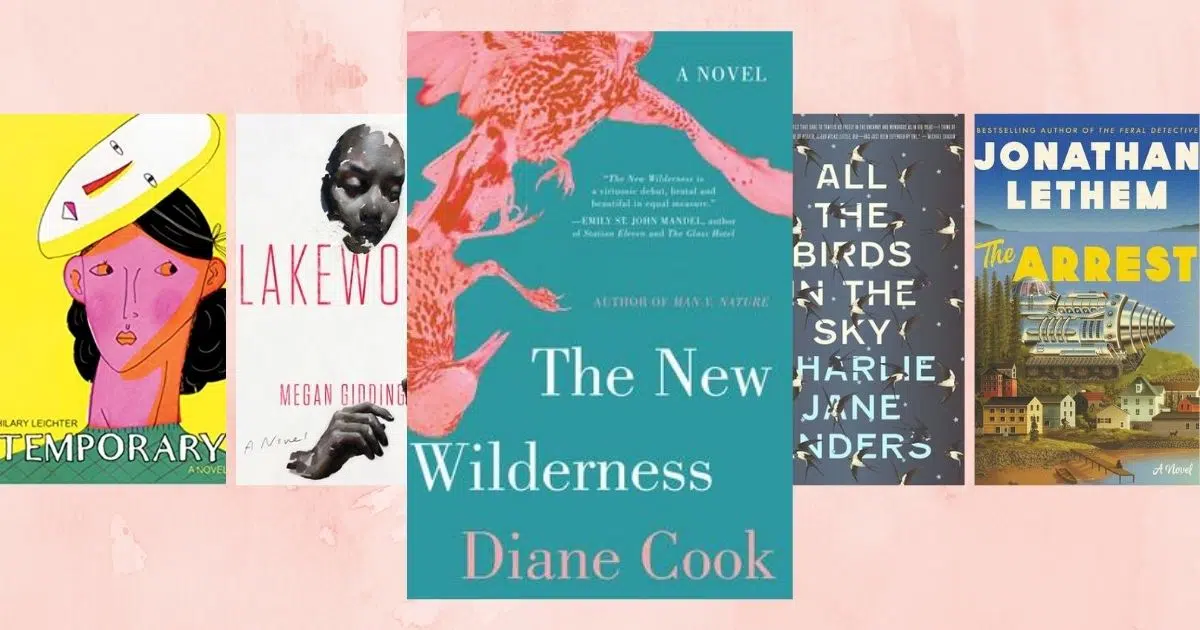 HILARY LEICHTER
TEMPORARY
A NOVEL
LAKEWO
MEGAN GIDDING
A Novel
A NOVEL
"The New Wilderness is
a virtuosic debut, brutal and
beautiful in equal measure."
—EMILY ST. JOHN MANDEL, author
of Station Eleven and The Glass Hotel
AUTHOR OF MAN V. NATURE
The New
Wilderness
Diane Cook
ALL
THE
BIRDS
IN THE
SKY
HARLIE
JANE
NDERS
BESTSELLING AUTHOR OF THE FERAL DETECTIVE
JONATHAN
LETHEM
The ARREST
A Novel